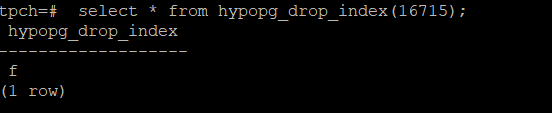 tpch=#  select * from hypopg_drop_index(16715);
 hypopg_drop_index
-------------------
 f
(1 row)